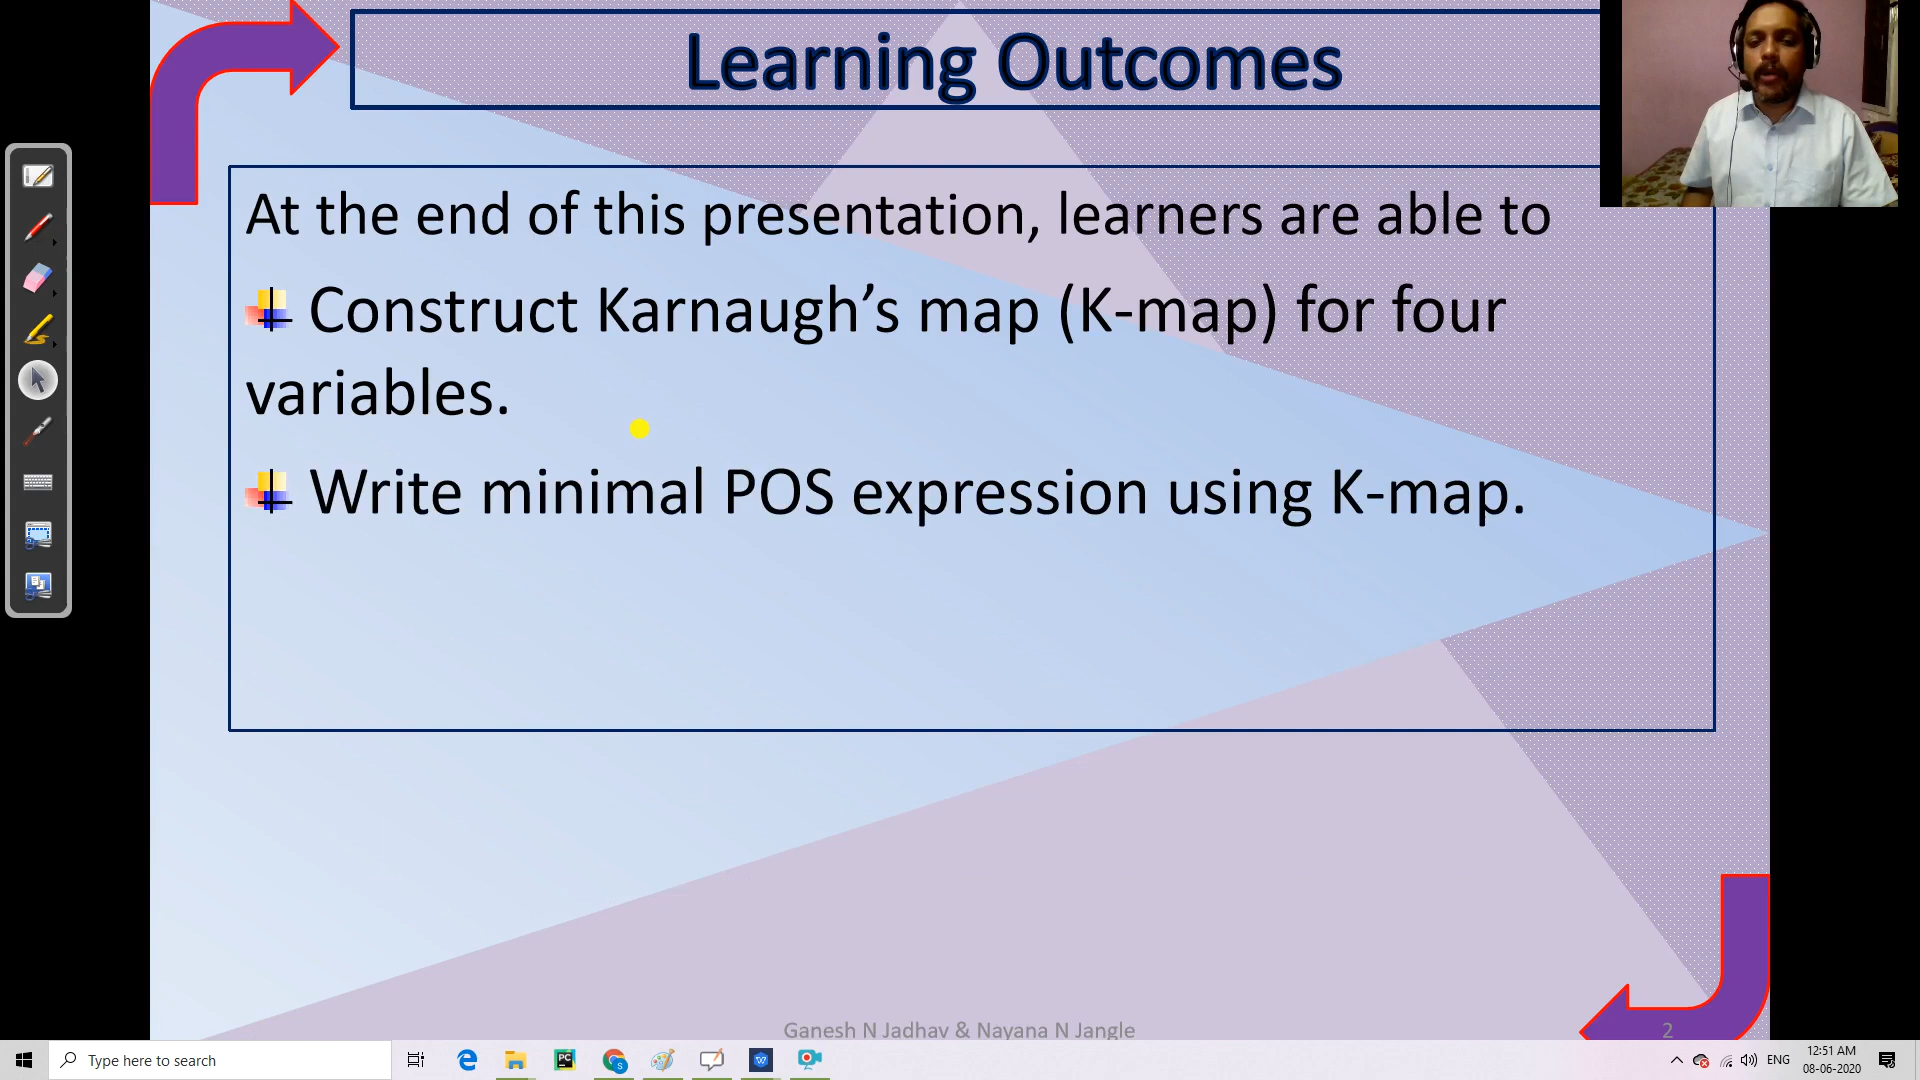 Learning Outcomes
At the end of this presentation, learners are able to
Construct Karnaugh’s map (K-map) for four
variables.
Write minimal POS expression using K-map.
Ganesh N Jadhav & Nayana N Jangle
2
Type here to search
PC
ENG
12:51 AM
08-06-2020